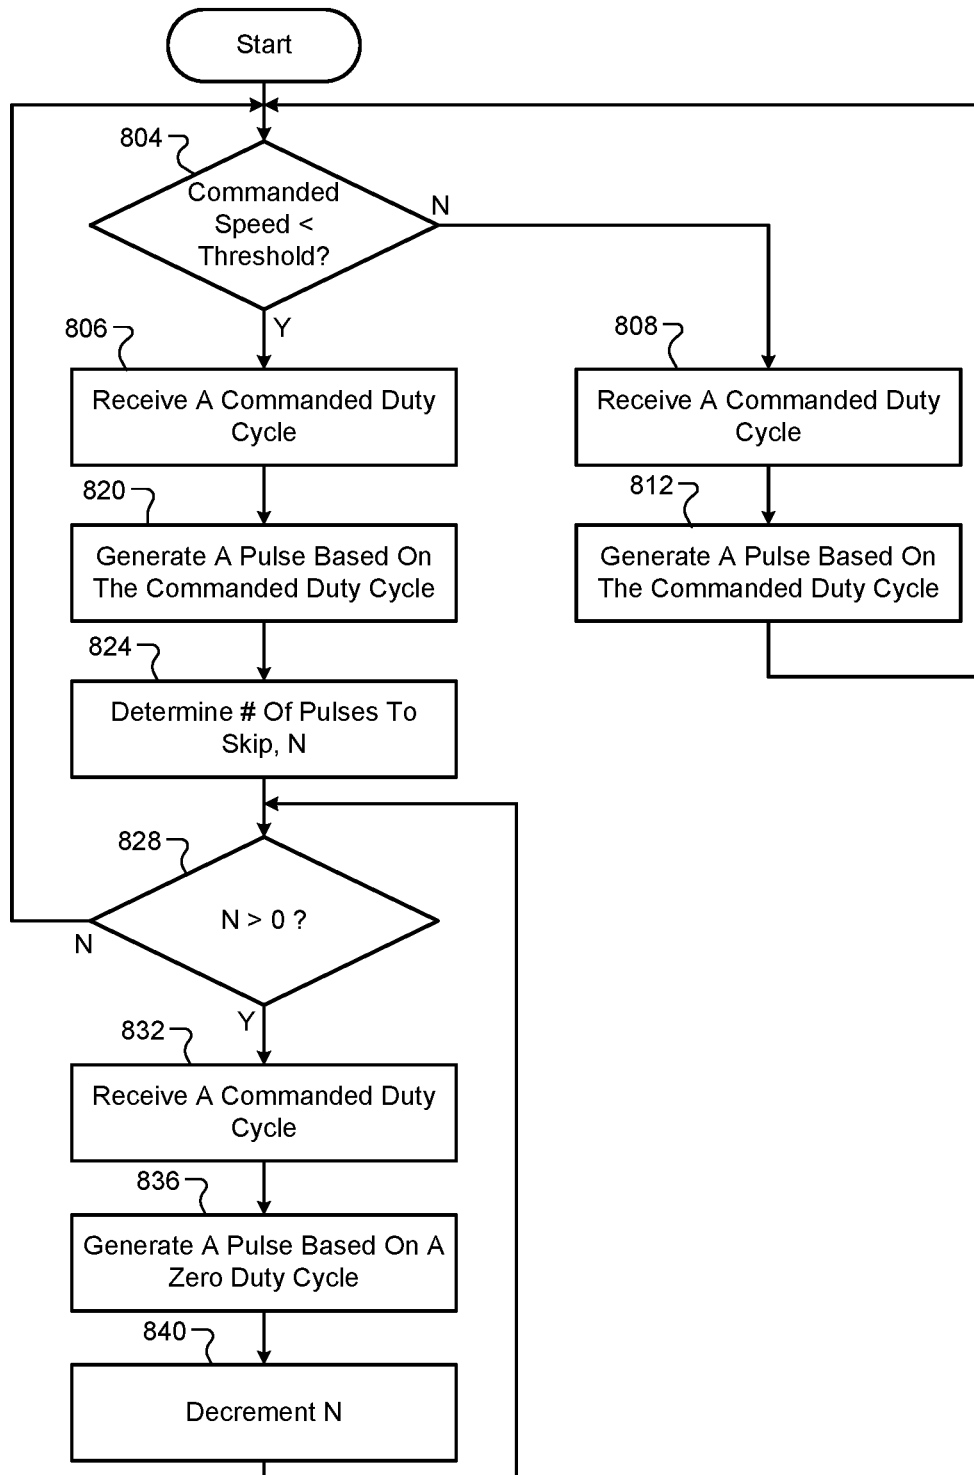 Start
804
Commanded
Speed <
Threshold?
N
Y
806
Receive A Commanded Duty
Cycle
808
Receive A Commanded Duty
Cycle
820
Generate A Pulse Based On
The Commanded Duty Cycle
812
Generate A Pulse Based On
The Commanded Duty Cycle
824
Determine # Of Pulses To
Skip, N
828
N > 0 ?
N
Y
832
Receive A Commanded Duty
Cycle
836
Generate A Pulse Based On A
Zero Duty Cycle
840
Decrement N